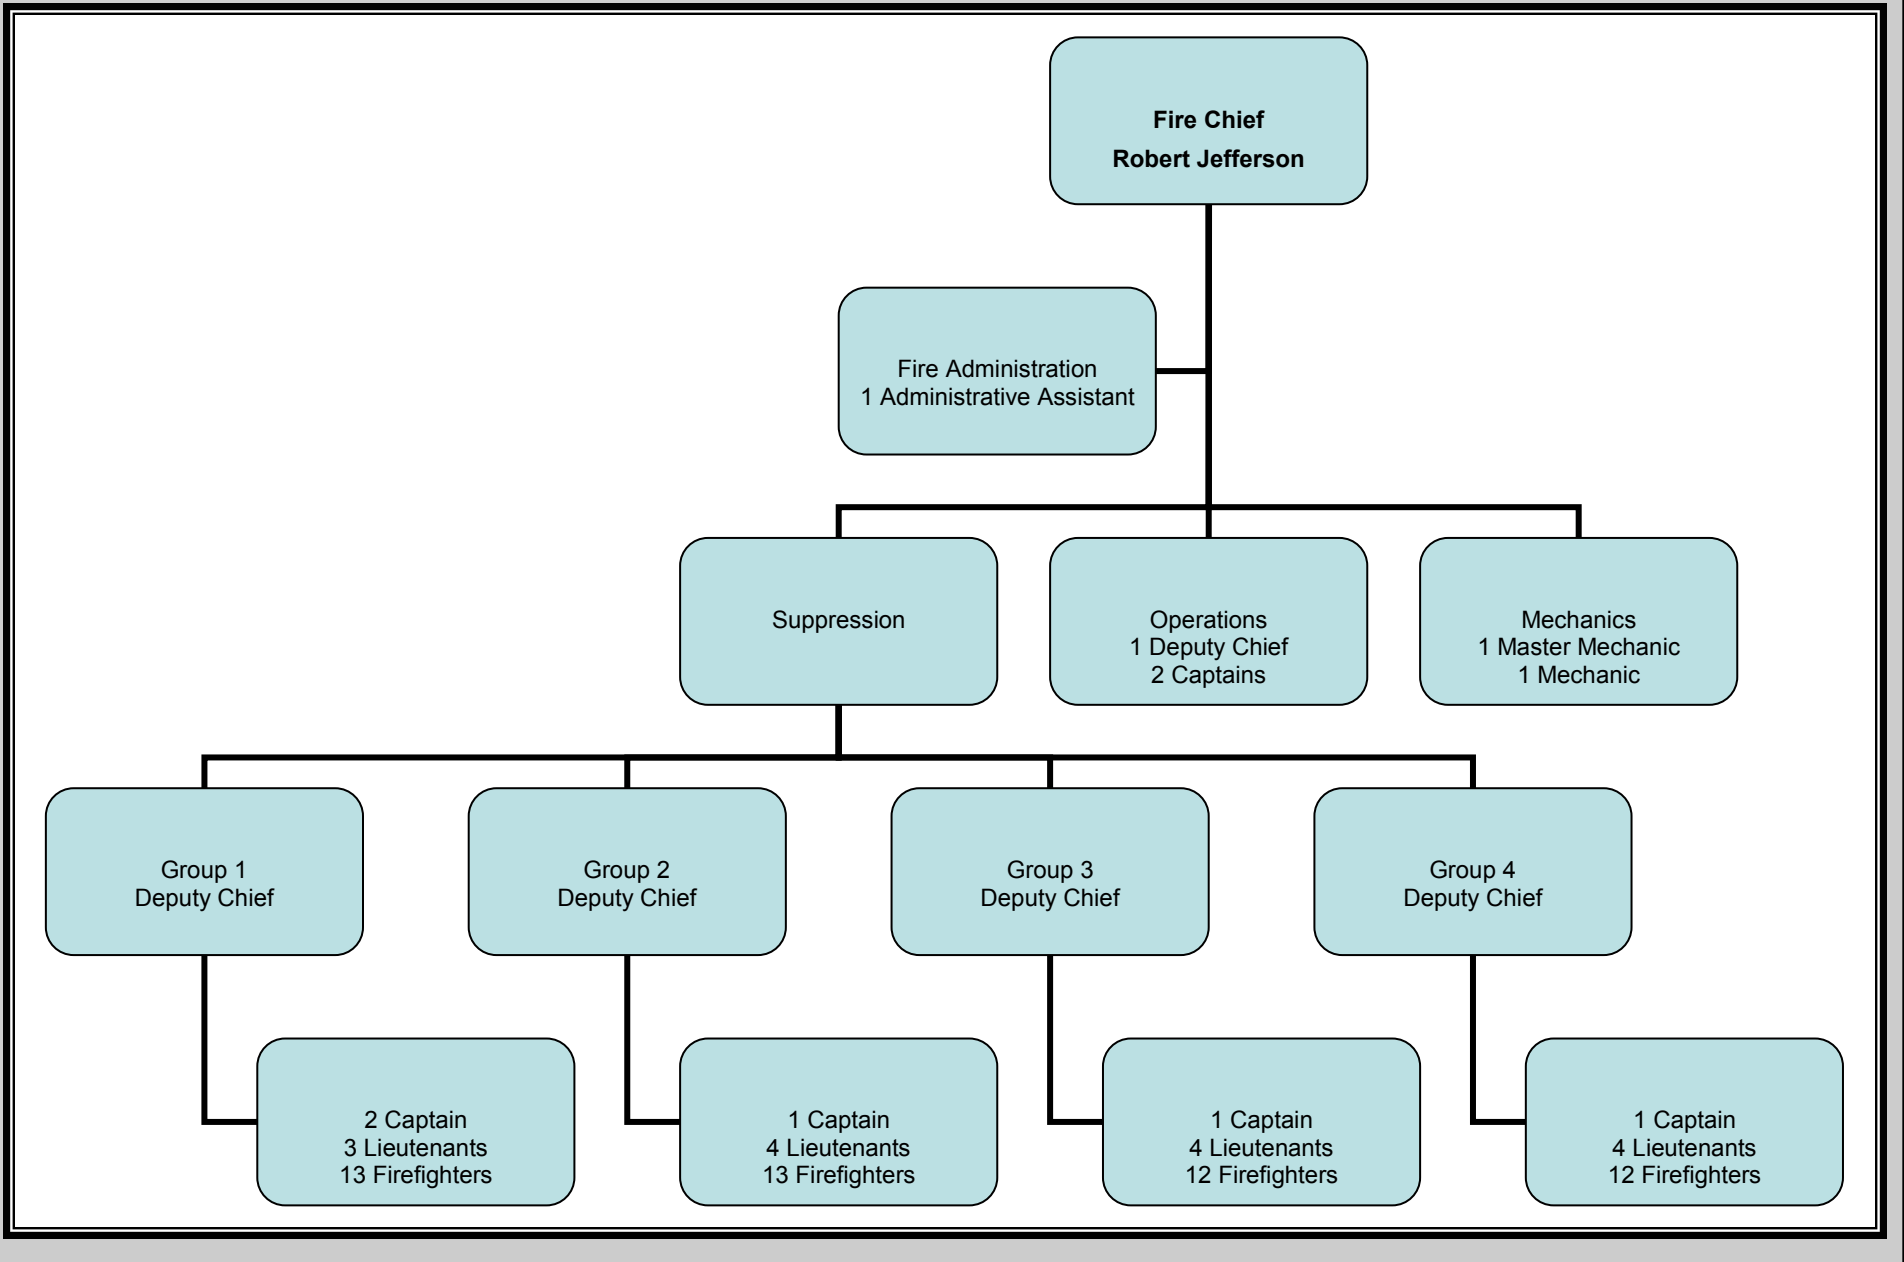 Fire Chief
Robert Jefferson
Fire Administration
1 Administrative Assistant
Suppression
Operations
1 Deputy Chief
2 Captains
Mechanics
1 Master Mechanic
1 Mechanic
Group 1
Deputy Chief
Group 2
Deputy Chief
Group 3
Deputy Chief
Group 4
Deputy Chief
2 Captain
3 Lieutenants
13 Firefighters
1 Captain
4 Lieutenants
13 Firefighters
1 Captain
4 Lieutenants
12 Firefighters
1 Captain
4 Lieutenants
12 Firefighters